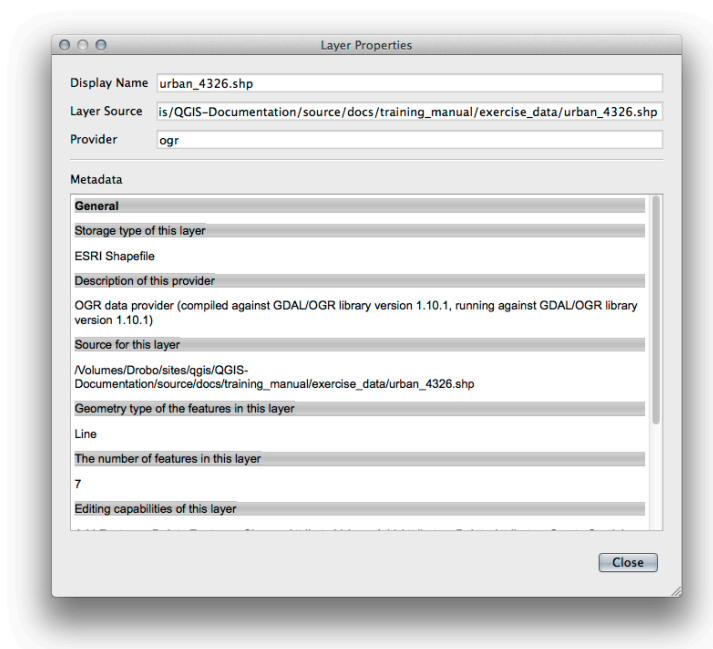 Layer Properties
Display Name urban_4326.shp
Layer Source is/QGIS-Documentation/source/docs/training_manual/exercise_data/urban_4326.shp
Provider ogr
Metadata
General
Storage type of this layer
ESRI Shapefile
Description of this provider
OGR data provider (compiled against GDAL/OGR library version 1.10.1, running against GDAL/OGR library
version 1.10.1)
Source for this layer
/Volumes/Drobo/sites/qgis/QGIS-
Documentation/source/docs/training_manual/exercise_data/urban_4326.shp
Geometry type of the features in this layer
Line
The number of features in this layer
7
Editing capabilities of this layer
Close